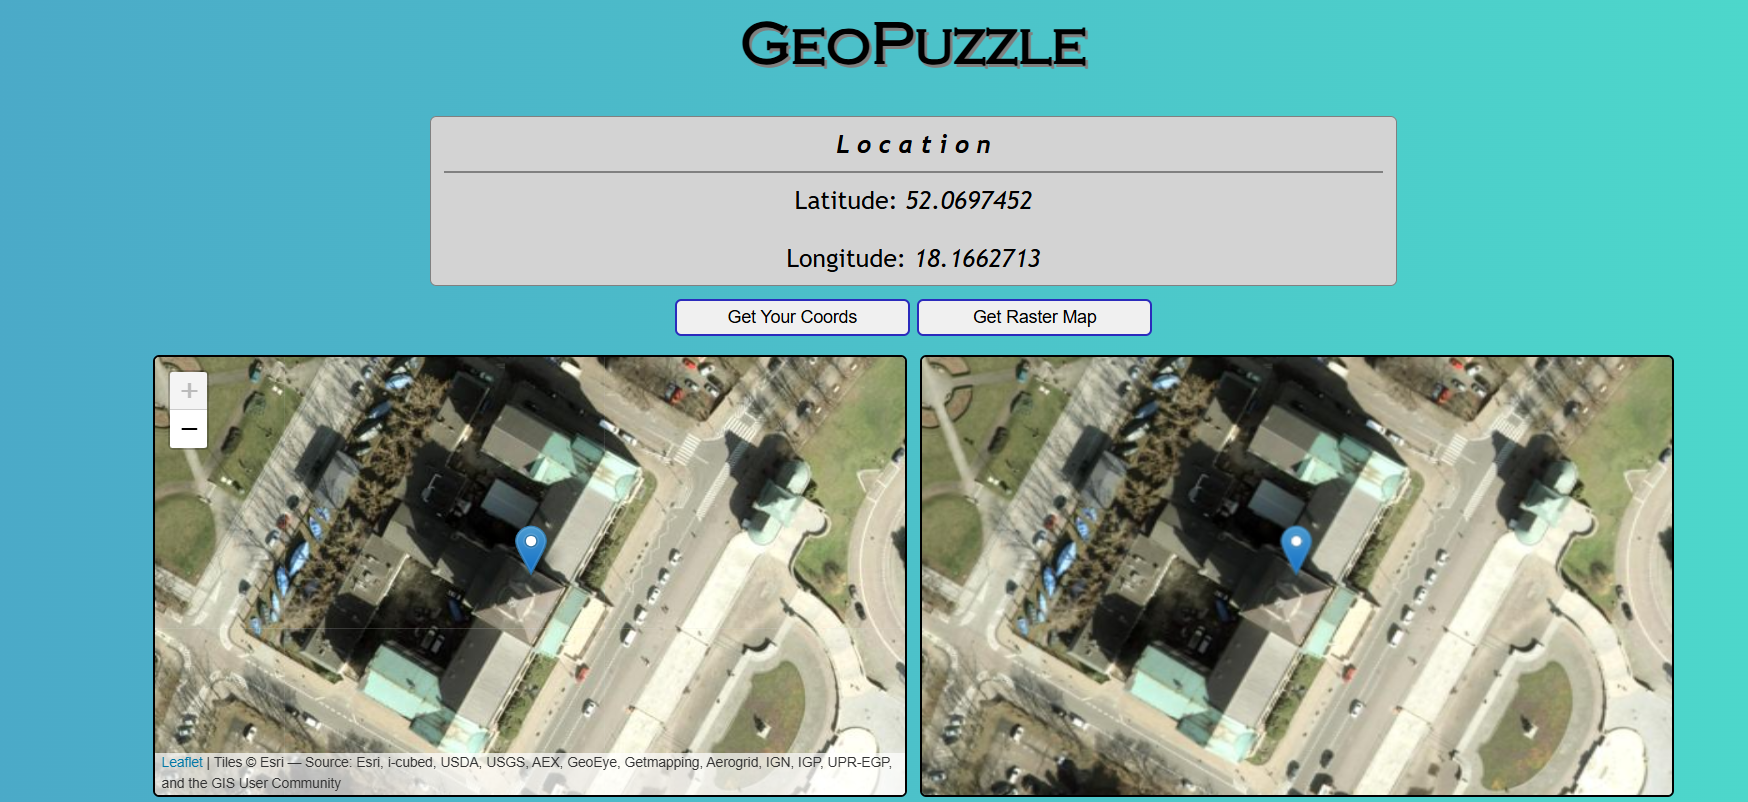 GeoPuzzle
Location
Latitude: 52.0697452
Longitude: 18.1662713
Get Your Coords
Get Raster Map
+
−
Leaflet | Tiles © Esri — Source: Esri, i-cubed, USDA, USGS, AEX, GeoEye, Getmapping, Aerogrid, IGN, IGP, UPR-EGP,
and the GIS User Community